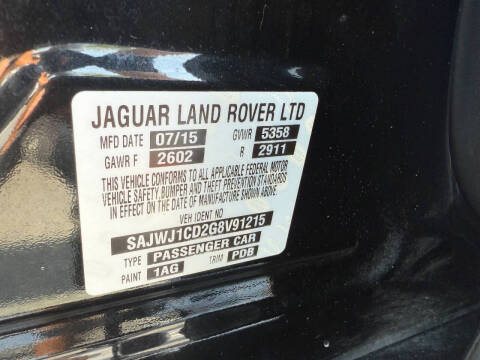 JAGUAR LAND ROVER LTD
MFD DATE 07/15 GVWR 5358
GAWR F 2602 R 2911
THIS VEHICLE CONFORMS TO ALL APPLICABLE FEDERAL MOTOR
VEHICLE SAFETY BUMPER AND THEFT PREVENTION STANDARDS
IN EFFECT ON THE DATE OF MANUFACTURE SHOWN ABOVE.
VEH IDENT NO
SAJWJ1CD2G8V91215
TYPE PASSENGER CAR
PAINT 1AG TRIM PDB